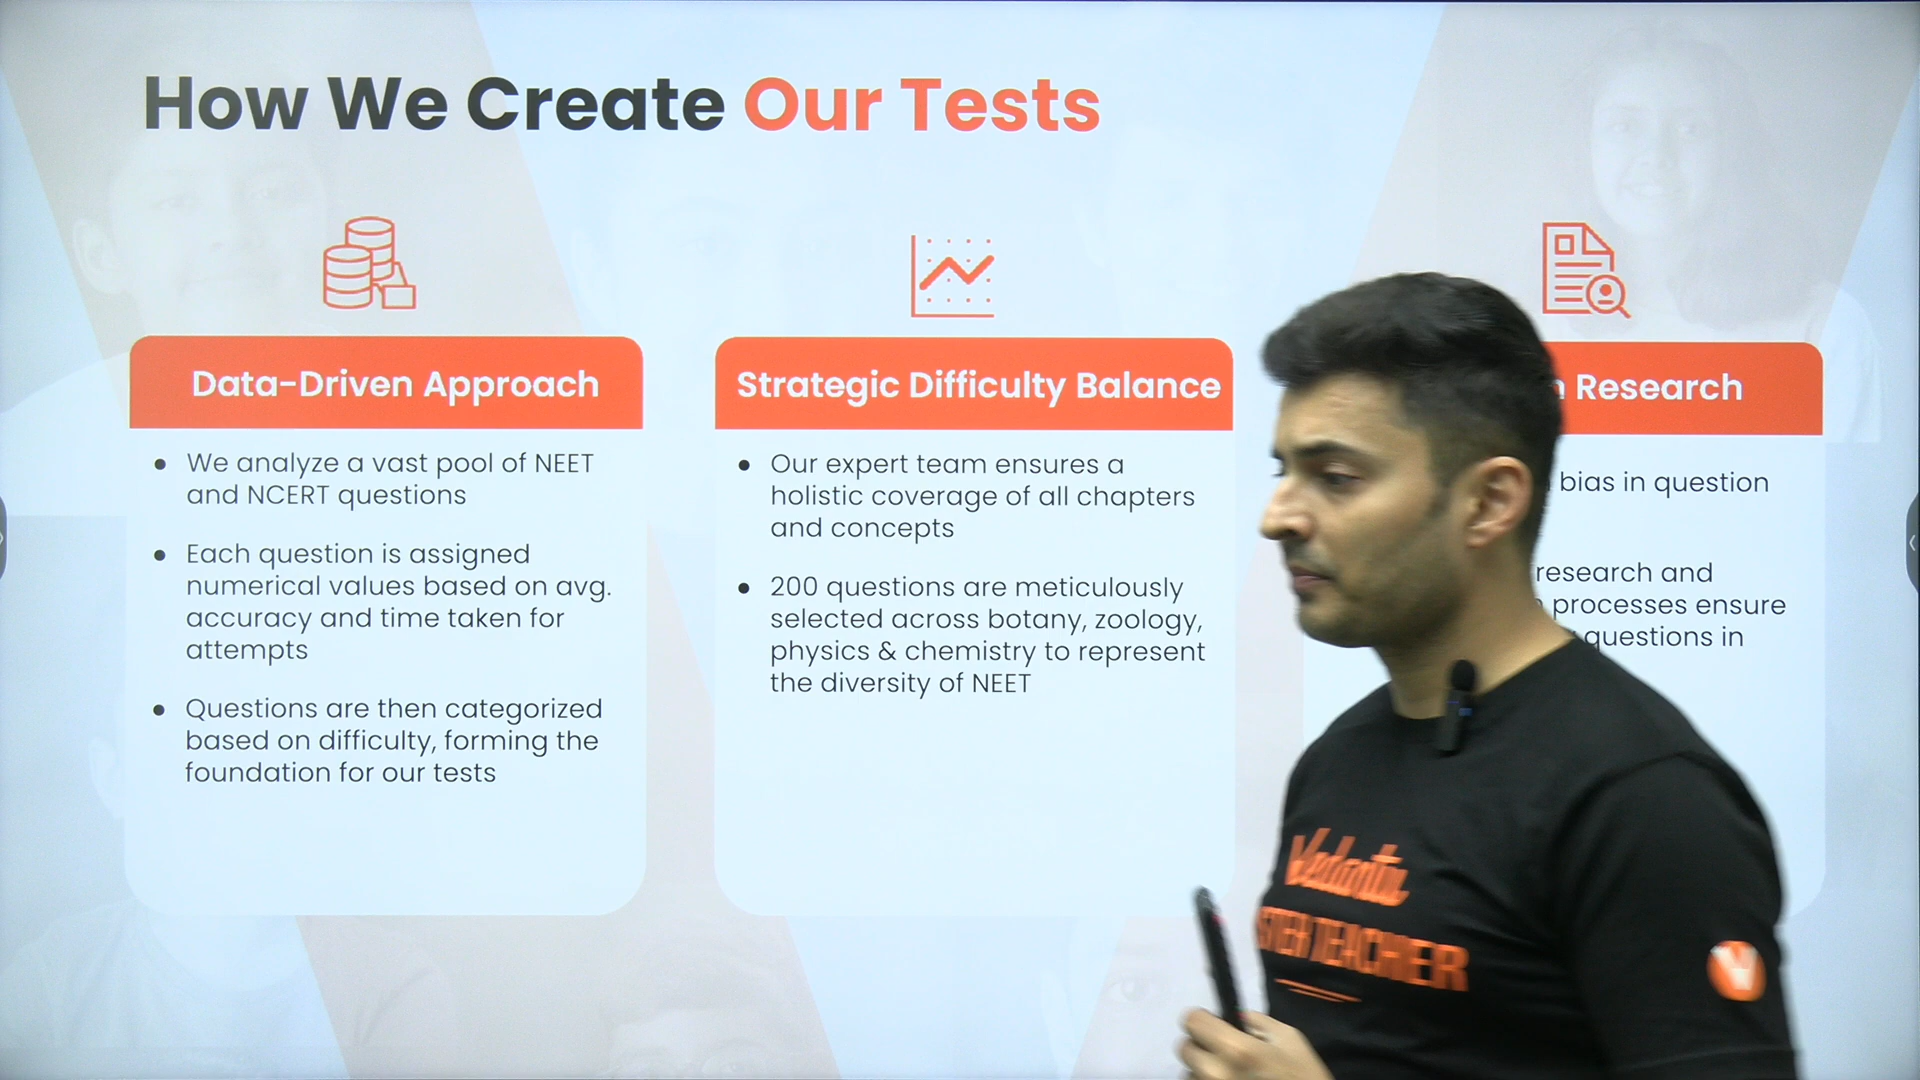 How We Create Our Tests
Data-Driven Approach
• We analyze a vast pool of NEET
and NCERT questions
• Each question is assigned
numerical values based on avg.
accuracy and time taken for
attempts
• Questions are then categorized
based on difficulty, forming the
foundation for our tests
Strategic Difficulty Balance
• Our expert team ensures a
holistic coverage of all chapters
and concepts
• 200 questions are meticulously
selected across botany, zoology,
physics & chemistry to represent
the diversity of NEET
Research
bias in question
research and
processes ensure
questions in
Vedantu
STER TEACHER
V